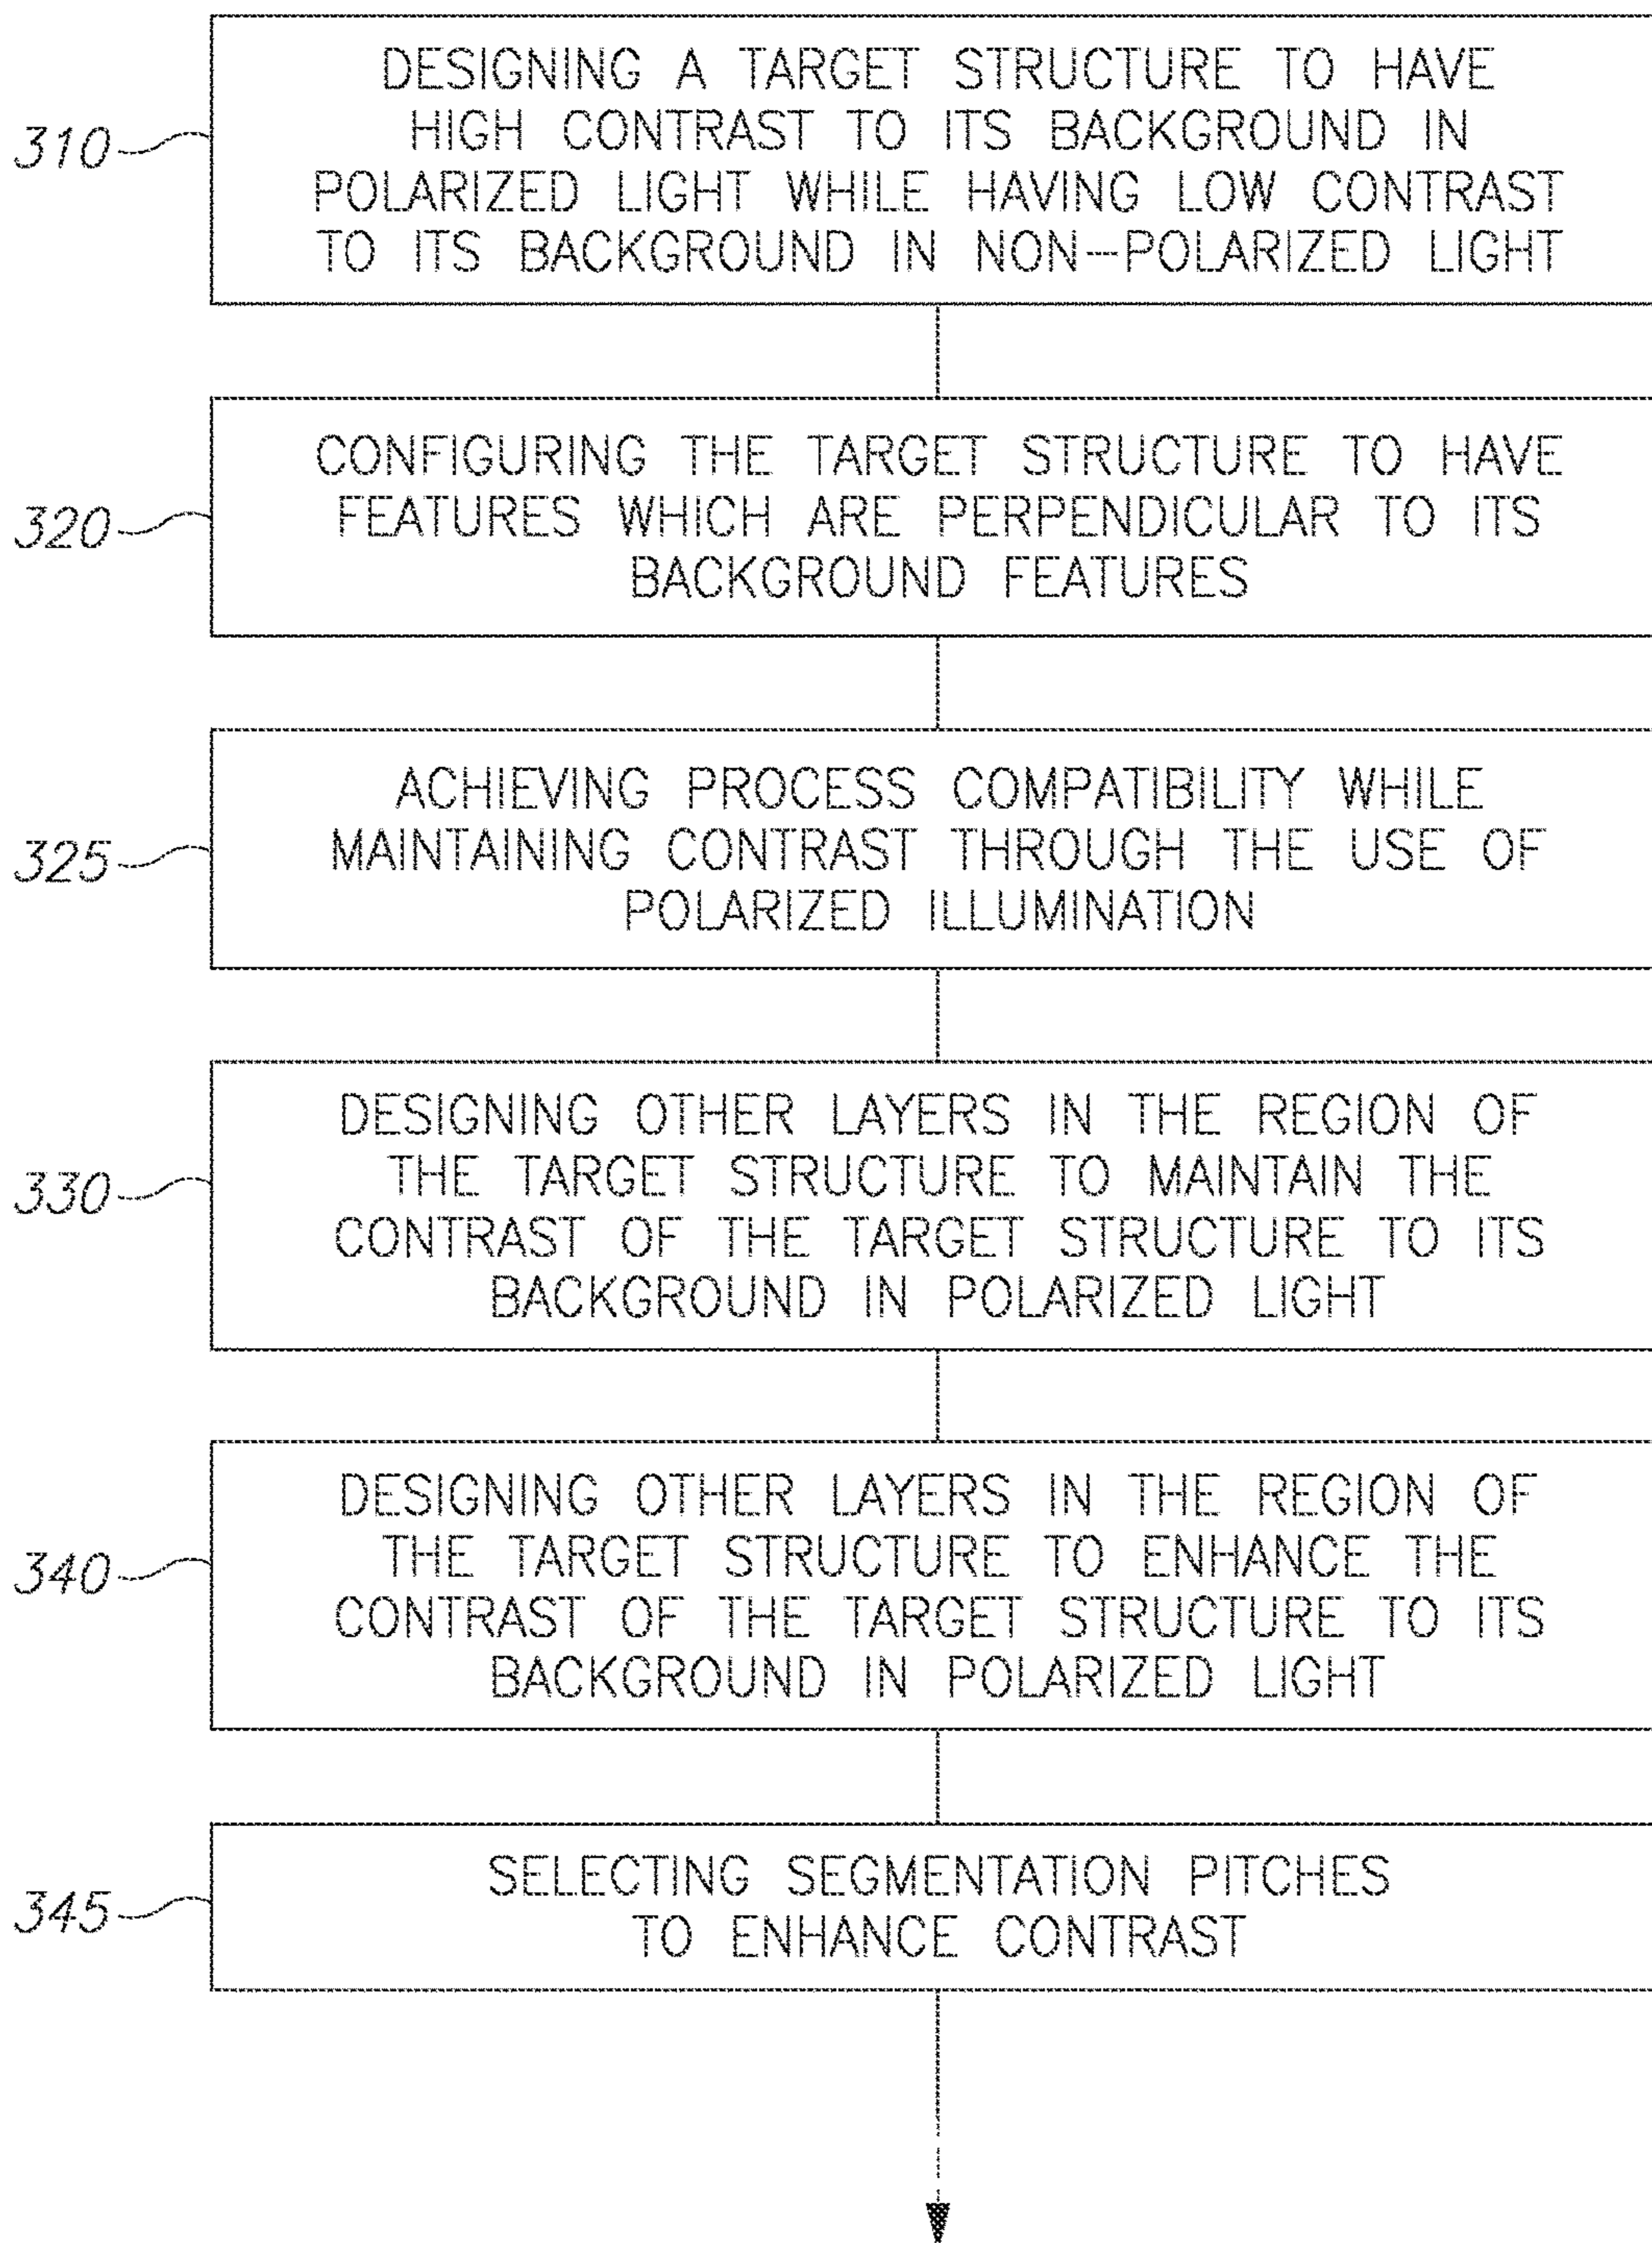 DESIGNING A TARGET STRUCTURE TO HAVE
HIGH CONTRAST TO ITS BACKGROUND IN
POLARIZED LIGHT WHILE HAVING LOW CONTRAST
TO ITS BACKGROUND IN NON-POLARIZED LIGHT
310
CONFIGURING THE TARGET STRUCTURE TO HAVE
FEATURES WHICH ARE PERPENDICULAR TO ITS
BACKGROUND FEATURES
320
ACHIEVING PROCESS COMPATIBILITY WHILE
MAINTAINING CONTRAST THROUGH THE USE OF
POLARIZED ILLUMINATION
325
DESIGNING OTHER LAYERS IN THE REGION OF
THE TARGET STRUCTURE TO MAINTAIN THE
CONTRAST OF THE TARGET STRUCTURE TO ITS
BACKGROUND IN POLARIZED LIGHT
330
DESIGNING OTHER LAYERS IN THE REGION OF
THE TARGET STRUCTURE TO ENHANCE THE
CONTRAST OF THE TARGET STRUCTURE TO ITS
BACKGROUND IN POLARIZED LIGHT
340
SELECTING SEGMENTATION PITCHES
TO ENHANCE CONTRAST
345